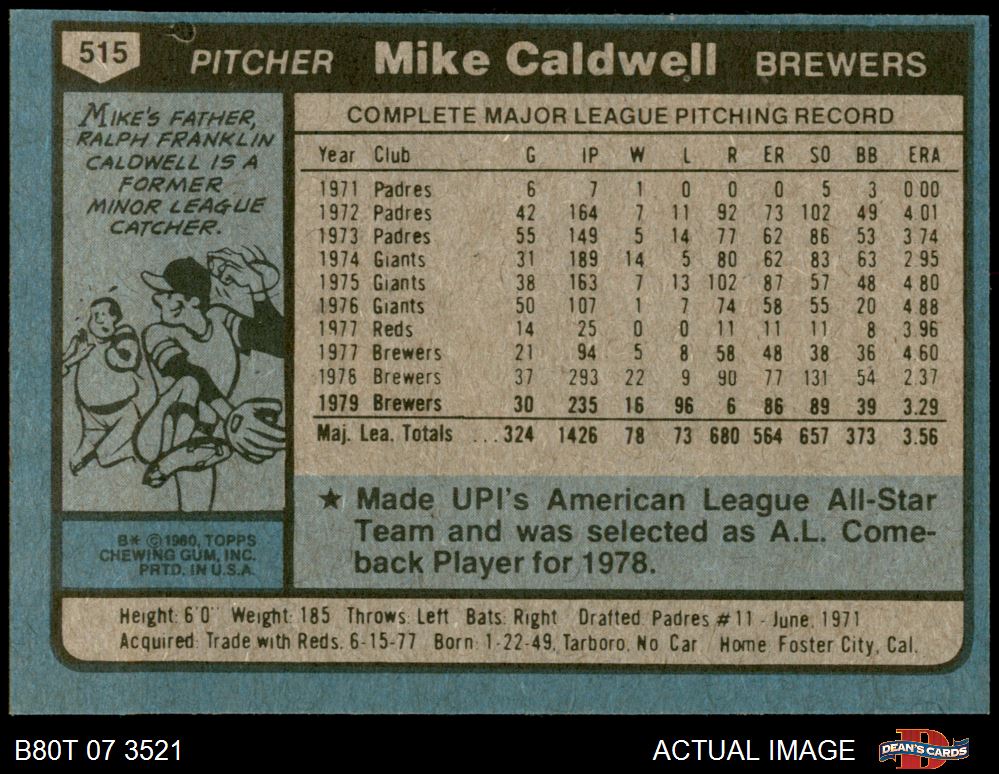 515 PITCHER Mike Caldwell BREWERS
MIKE'S FATHER,
RALPH FRANKLIN
CALDWELL IS A
FORMER
MINOR LEAGUE
CATCHER.
COMPLETE MAJOR LEAGUE PITCHING RECORD
Year Club G IP W L R ER SO BB ERA
1971 Padres 6 7 1 0 0 0 5 3 0.00
1972 Padres 42 164 7 11 92 73 102 49 4.01
1973 Padres 55 149 5 14 77 62 86 53 3.74
1974 Giants 31 189 14 5 80 62 83 63 2.95
1975 Giants 38 163 7 13 102 87 57 48 4.80
1976 Giants 50 107 1 7 74 58 55 20 4.88
1977 Reds 14 25 0 0 11 11 11 8 3.96
1977 Brewers 21 94 5 8 58 48 38 36 4.60
1978 Brewers 37 293 22 9 90 77 131 54 2.37
1979 Brewers 30 235 16 96 6 86 89 39 3.29
Maj. Lea. Totals ...324 1426 78 73 680 564 657 373 3.56
★ Made UPI's American League All-Star
Team and was selected as A.L. Come-
back Player for 1978.
B* © 1980, TOPPS
CHEWING GUM, INC.
PRTD. IN U.S.A.
Height: 6'0" Weight: 185 Throws: Left Bats: Right Drafted: Padres #11 - June, 1971
Acquired: Trade with Reds, 6-15-77 Born: 1-22-49, Tarboro, No. Car. Home: Foster City, Cal.
B80T 07 3521 ACTUAL IMAGE DEAN'S CARDS